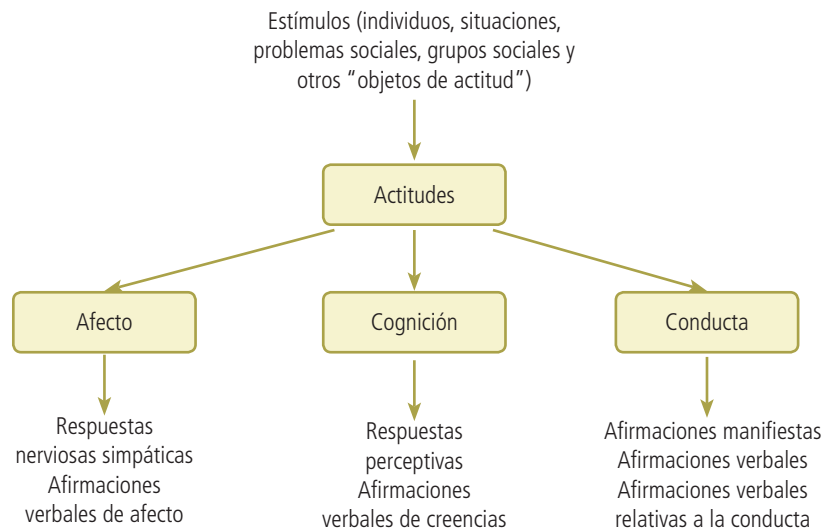 Estímulos (individuos, situaciones,
problemas sociales, grupos sociales y
otros “objetos de actitud”)
Actitudes
Afecto
Cognición
Conducta
Respuestas
nerviosas simpáticas
Afirmaciones
verbales de afecto
Respuestas
perceptivas
Afirmaciones
verbales de creencias
Afirmaciones manifiestas
Afirmaciones verbales
Afirmaciones verbales
relativas a la conducta